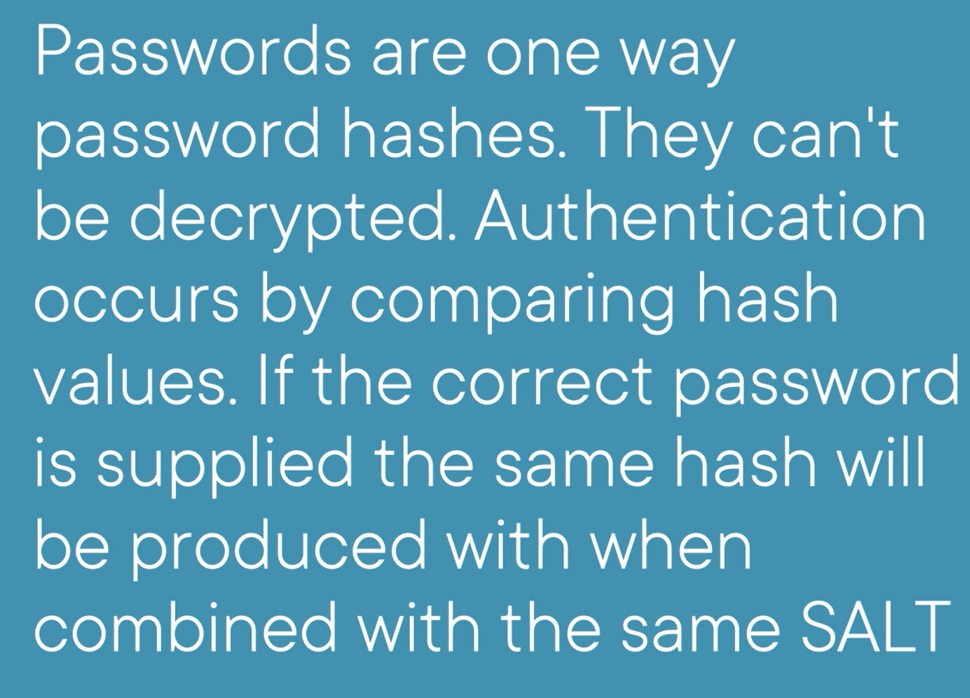 Passwords are one way
password hashes. They can't
be decrypted. Authentication
occurs by comparing hash
values. If the correct password
is supplied the same hash will
be produced with when
combined with the same SALT